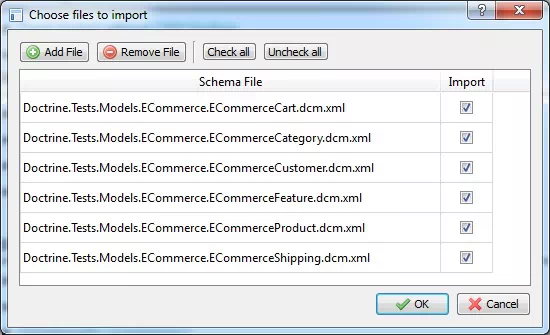 Choose files to import
Add File Remove File Check all Uncheck all
Schema File Import
Doctrine.Tests.Models.ECommerce.ECommerceCart.dcm.xml
Doctrine.Tests.Models.ECommerce.ECommerceCategory.dcm.xml
Doctrine.Tests.Models.ECommerce.ECommerceCustomer.dcm.xml
Doctrine.Tests.Models.ECommerce.ECommerceFeature.dcm.xml
Doctrine.Tests.Models.ECommerce.ECommerceProduct.dcm.xml
Doctrine.Tests.Models.ECommerce.ECommerceShipping.dcm.xml
OK Cancel